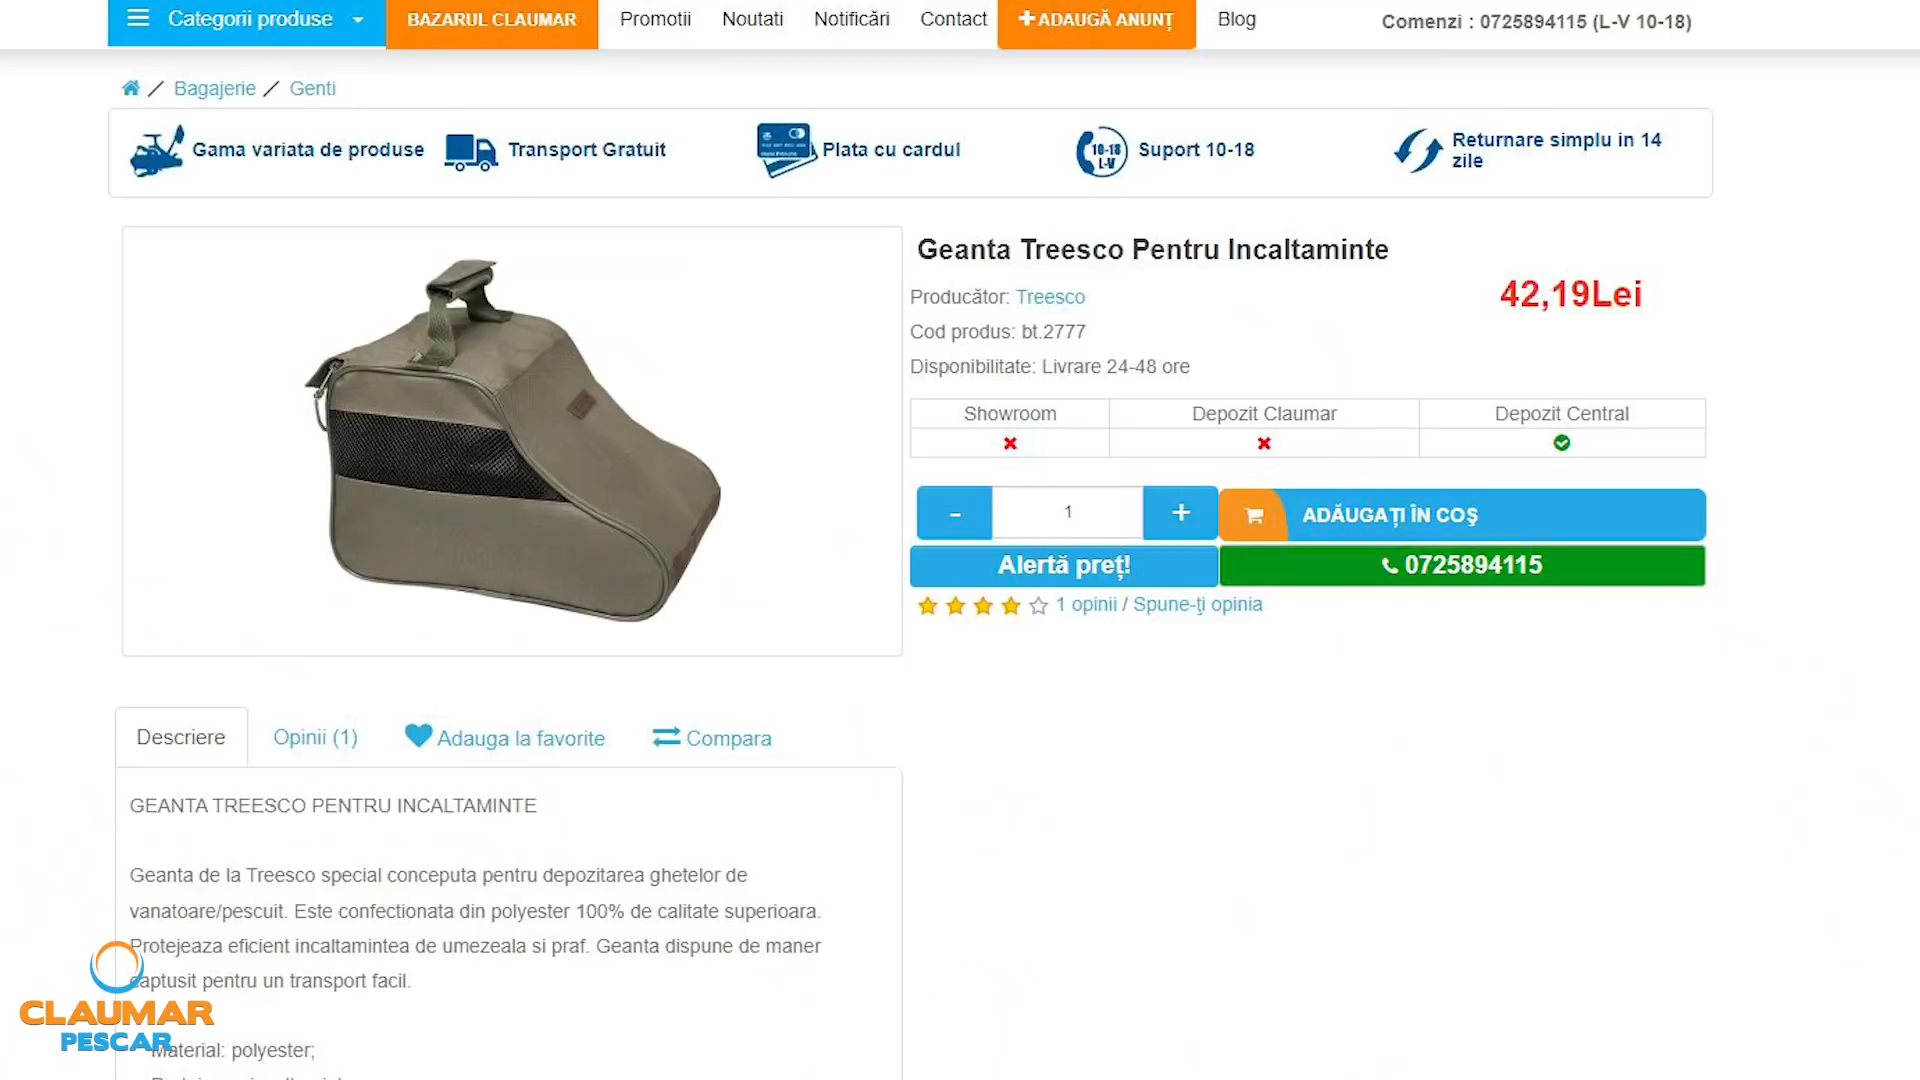 Categorii produse
BAZARUL CLAUMAR
Promotii
Noutati
Notificări
Contact
ADAUGĂ ANUNȚ
Blog
Comenzi : 0725894115 (L-V 10-18)
Bagajerie
Genti
Gama variata de produse
Transport Gratuit
Plata cu cardul
10-18
L-V
Suport 10-18
Returnare simplu in 14
zile
Geanta Treesco Pentru Incaltaminte
42,19Lei
Producător: Treesco
Cod produs: bt.2777
Disponibilitate: Livrare 24-48 ore
Showroom
Depozit Claumar
Depozit Central
- 1 +
ADĂUGAȚI ÎN COŞ
Alertă preț!
0725894115
1 opinii / Spune-ţi opinia
Descriere
Opinii (1)
Adauga la favorite
Compara
GEANTA TREESCO PENTRU INCALTAMINTE
Geanta de la Treesco special conceputa pentru depozitarea ghetelor de
vanatoare/pescuit. Este confectionata din polyester 100% de calitate superioara.
Protejeaza eficient incaltamintea de umezeala si praf. Geanta dispune de maner
captusit pentru un transport facil.
Material: polyester;
CLAUMAR
PESCAR